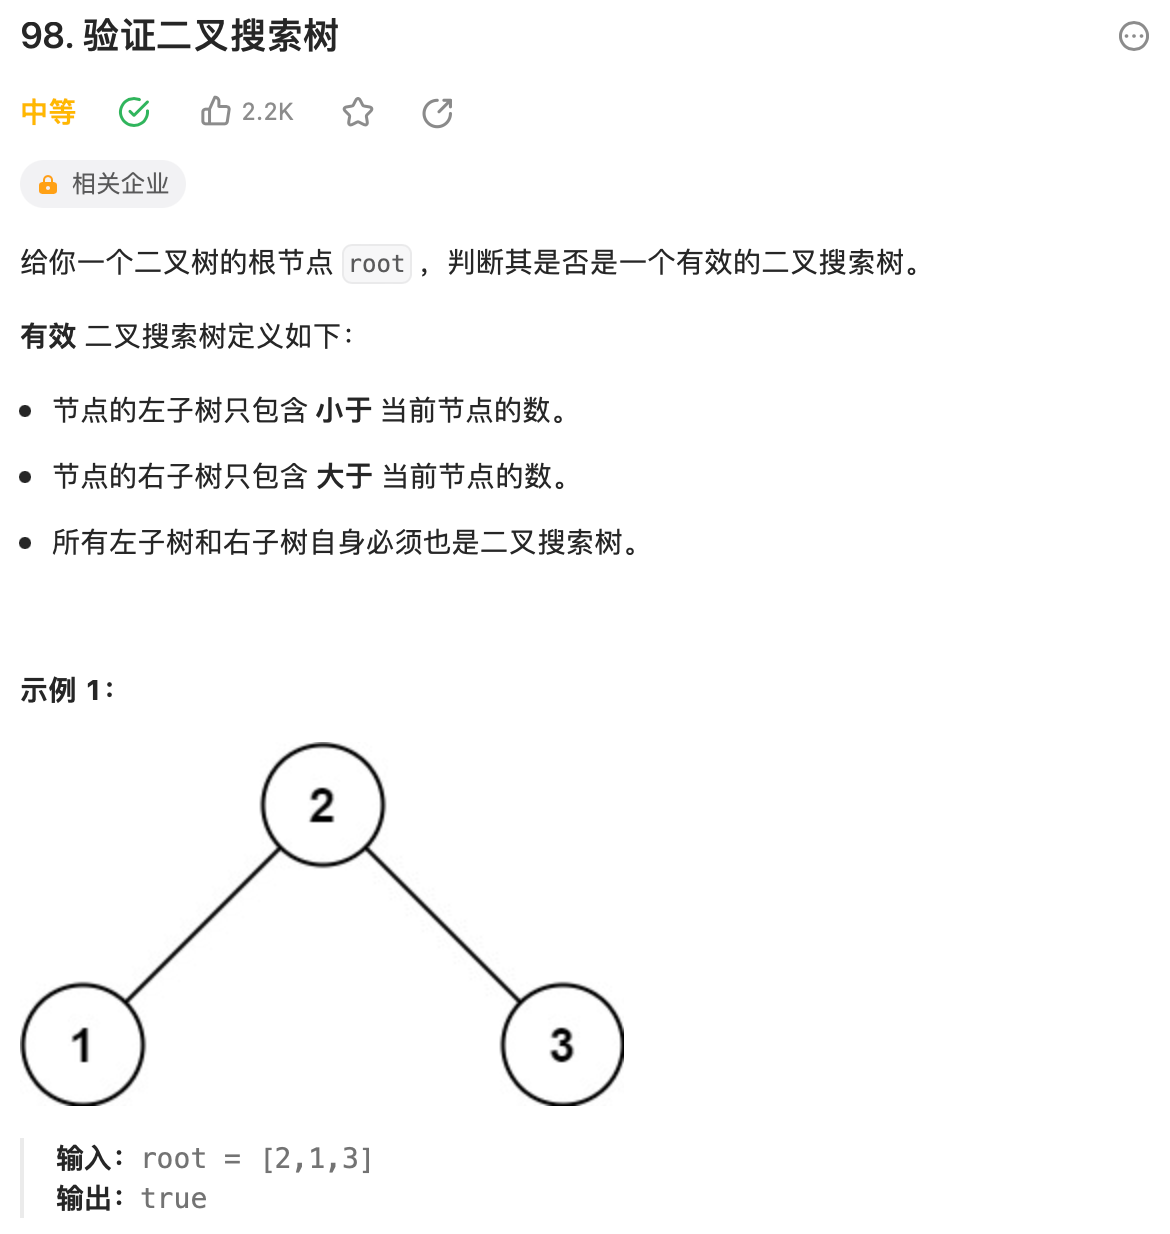 98. 验证二叉搜索树
中等 2.2K
相关企业
给你一个二叉树的根节点 root ，判断其是否是一个有效的二叉搜索树。
有效 二叉搜索树定义如下：
节点的左子树只包含 小于 当前节点的数。
节点的右子树只包含 大于 当前节点的数。
所有左子树和右子树自身必须也是二叉搜索树。
示例 1：
2
1 3
输入：root = [2,1,3]
输出：true